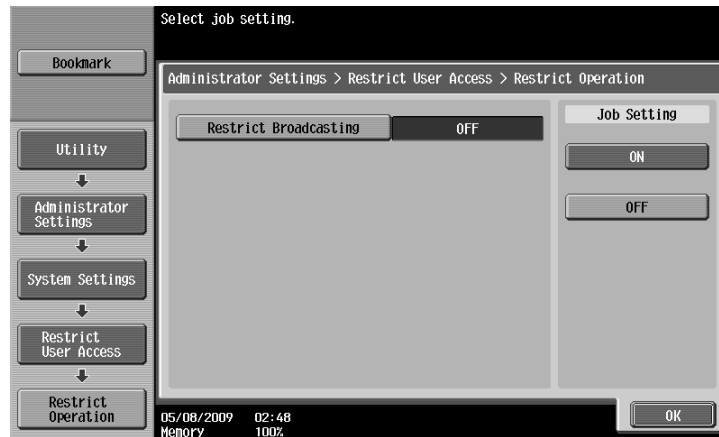 Select job setting.
Bookmark
Administrator Settings > Restrict User Access > Restrict Operation
Restrict Broadcasting
OFF
Job Setting
ON
OFF
Utility
Administrator
Settings
System Settings
Restrict
User Access
Restrict
Operation
05/08/2009 02:48
Memory 100%
OK